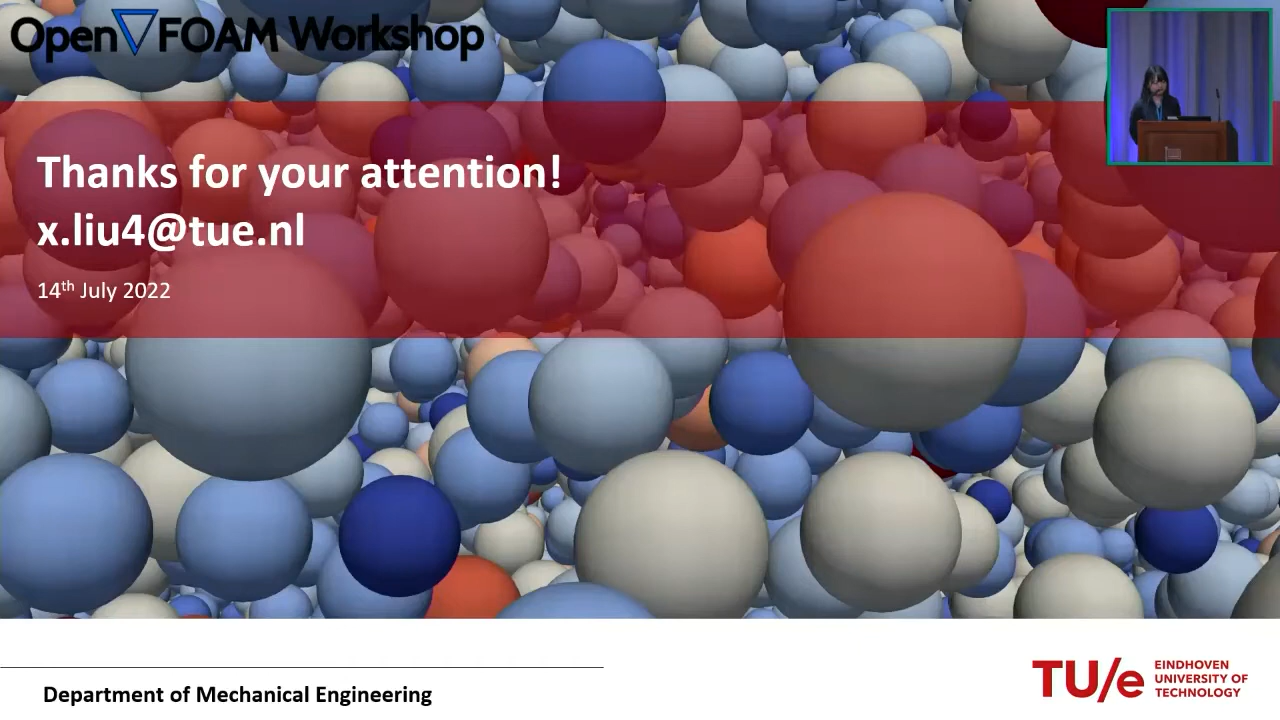 Open∇FOAM Workshop
Thanks for your attention!
x.liu4@tue.nl
14th July 2022
Department of Mechanical Engineering
TU/e EINDHOVEN
UNIVERSITY OF
TECHNOLOGY